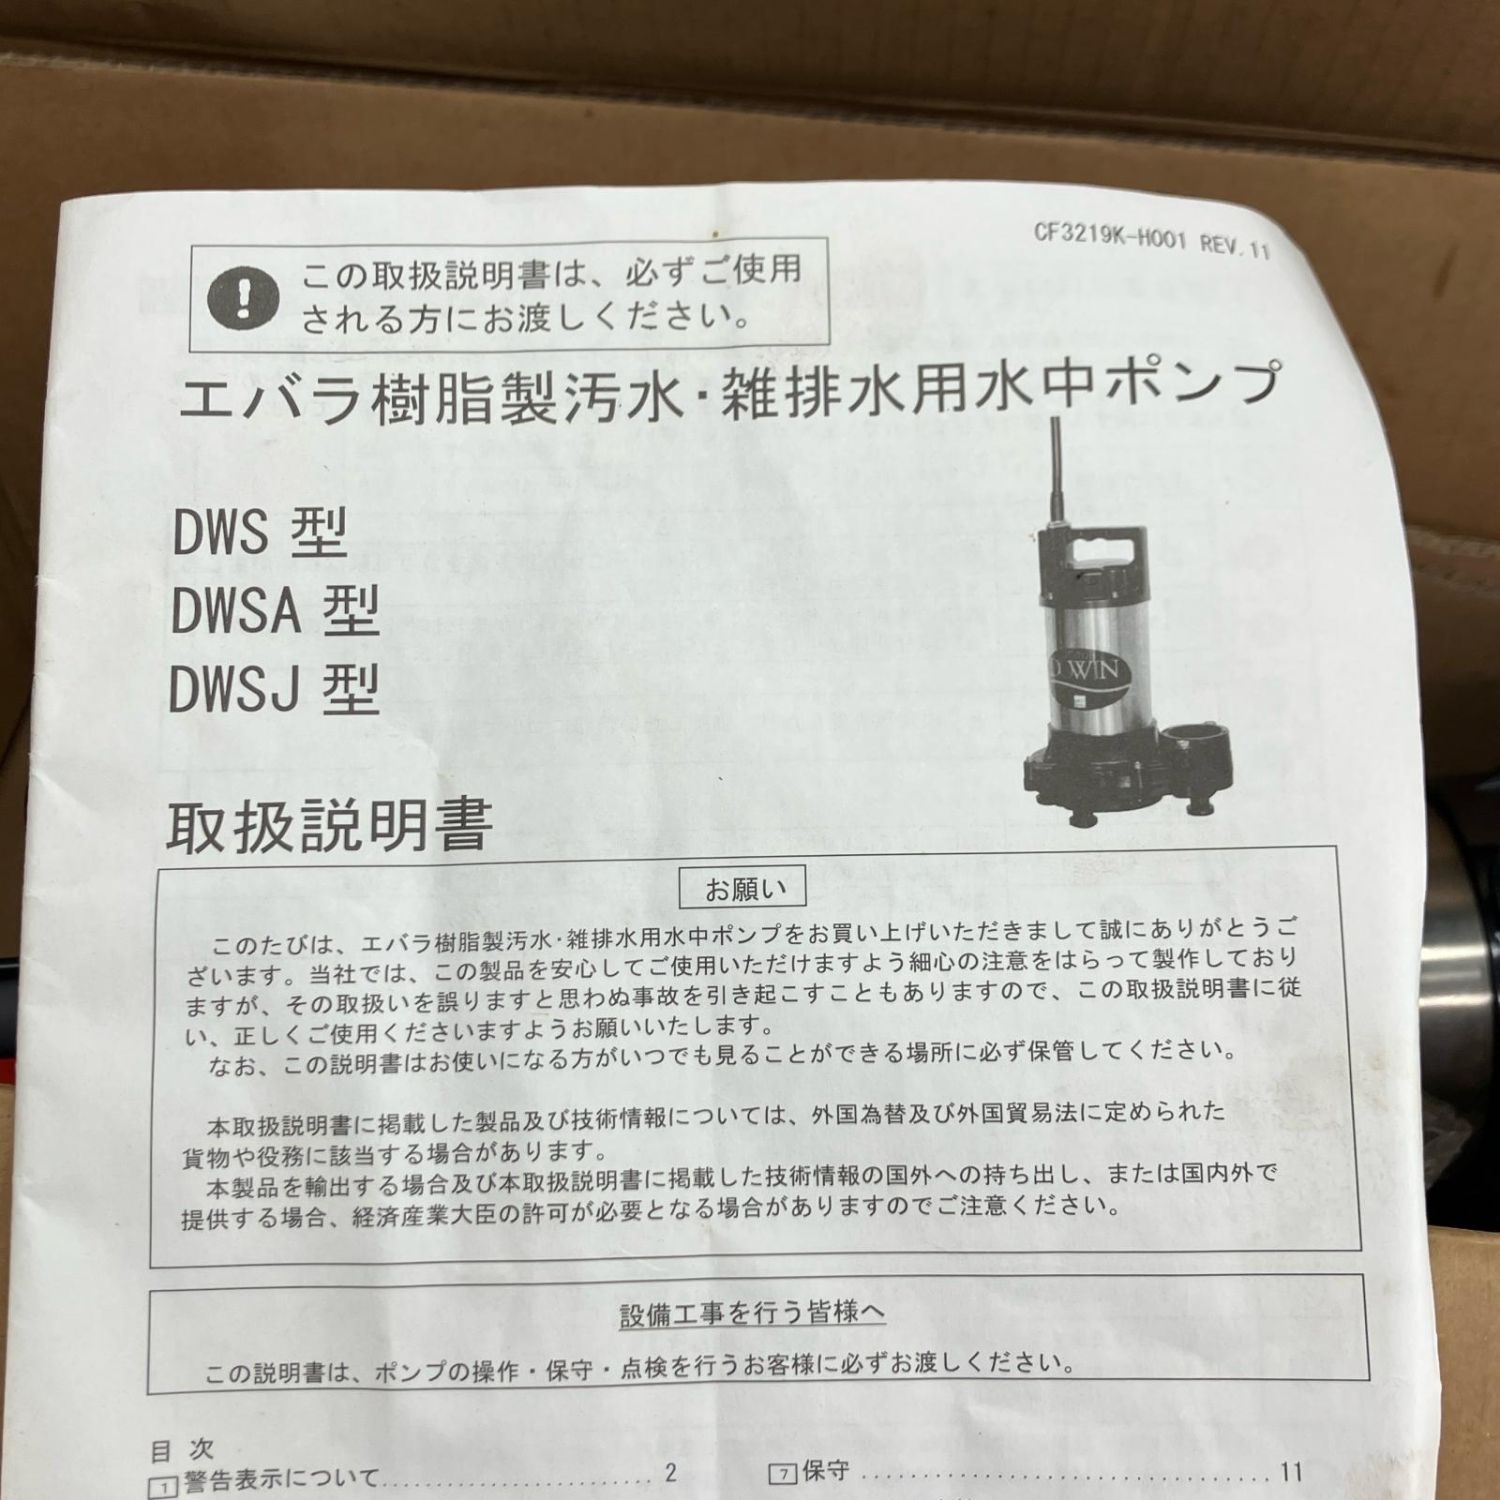 CF3219K-H001 REV.11
この取扱説明書は、必ずご使用
される方にお渡しください。
エバラ樹脂製汚水・雑排水用水中ポンプ
DWS 型
DWSA 型
DWSJ 型
D WIN
取扱説明書
お願い
このたびは、エバラ樹脂製汚水・雑排水用水中ポンプをお買い上げいただきまして誠にありがとうご
ざいます。当社では、この製品を安心してご使用いただけますよう細心の注意をはらって製作しており
ますが、その取扱いを誤りますと思わぬ事故を引き起こすこともありますので、この取扱説明書に従
い、正しくご使用くださいますようお願いいたします。
なお、この説明書はお使いになる方がいつでも見ることができる場所に必ず保管してください。
本取扱説明書に掲載した製品及び技術情報については、外国為替及び外国貿易法に定められた
貨物や役務に該当する場合があります。
本製品を輸出する場合及び本取扱説明書に掲載した技術情報の国外への持ち出し、または国内外で
提供する場合、経済産業大臣の許可が必要となる場合がありますのでご注意ください。
設備工事を行う皆様へ
この説明書は、ポンプの操作・保守・点検を行うお客様に必ずお渡しください。
目 次
1 警告表示について........................ 2
7 保守 .................................. 11